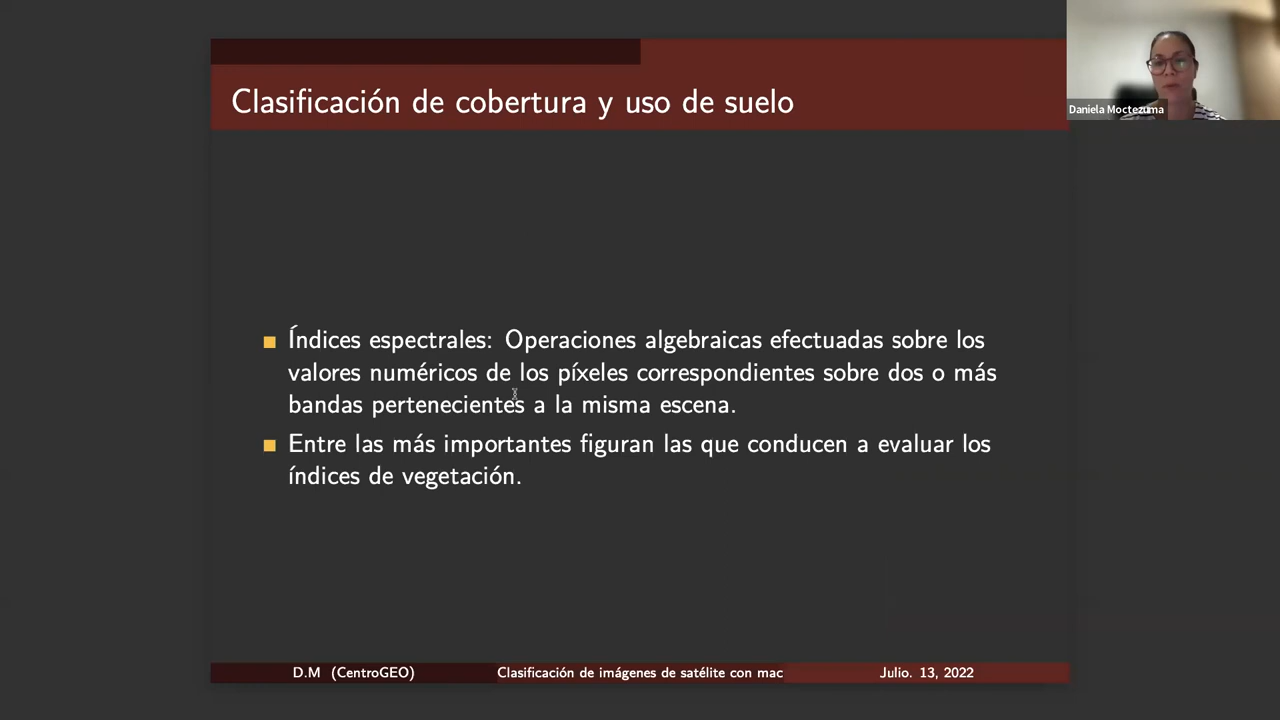 Clasificación de cobertura y uso de suelo
Daniela Moctezuma
Índices espectrales: Operaciones algebraicas efectuadas sobre los
valores numéricos de los píxeles correspondientes sobre dos o más
bandas pertenecientes a la misma escena.
Entre las más importantes figuran las que conducen a evaluar los
índices de vegetación.
D.M (CentroGEO) Clasificación de imágenes de satélite con mac Julio. 13, 2022